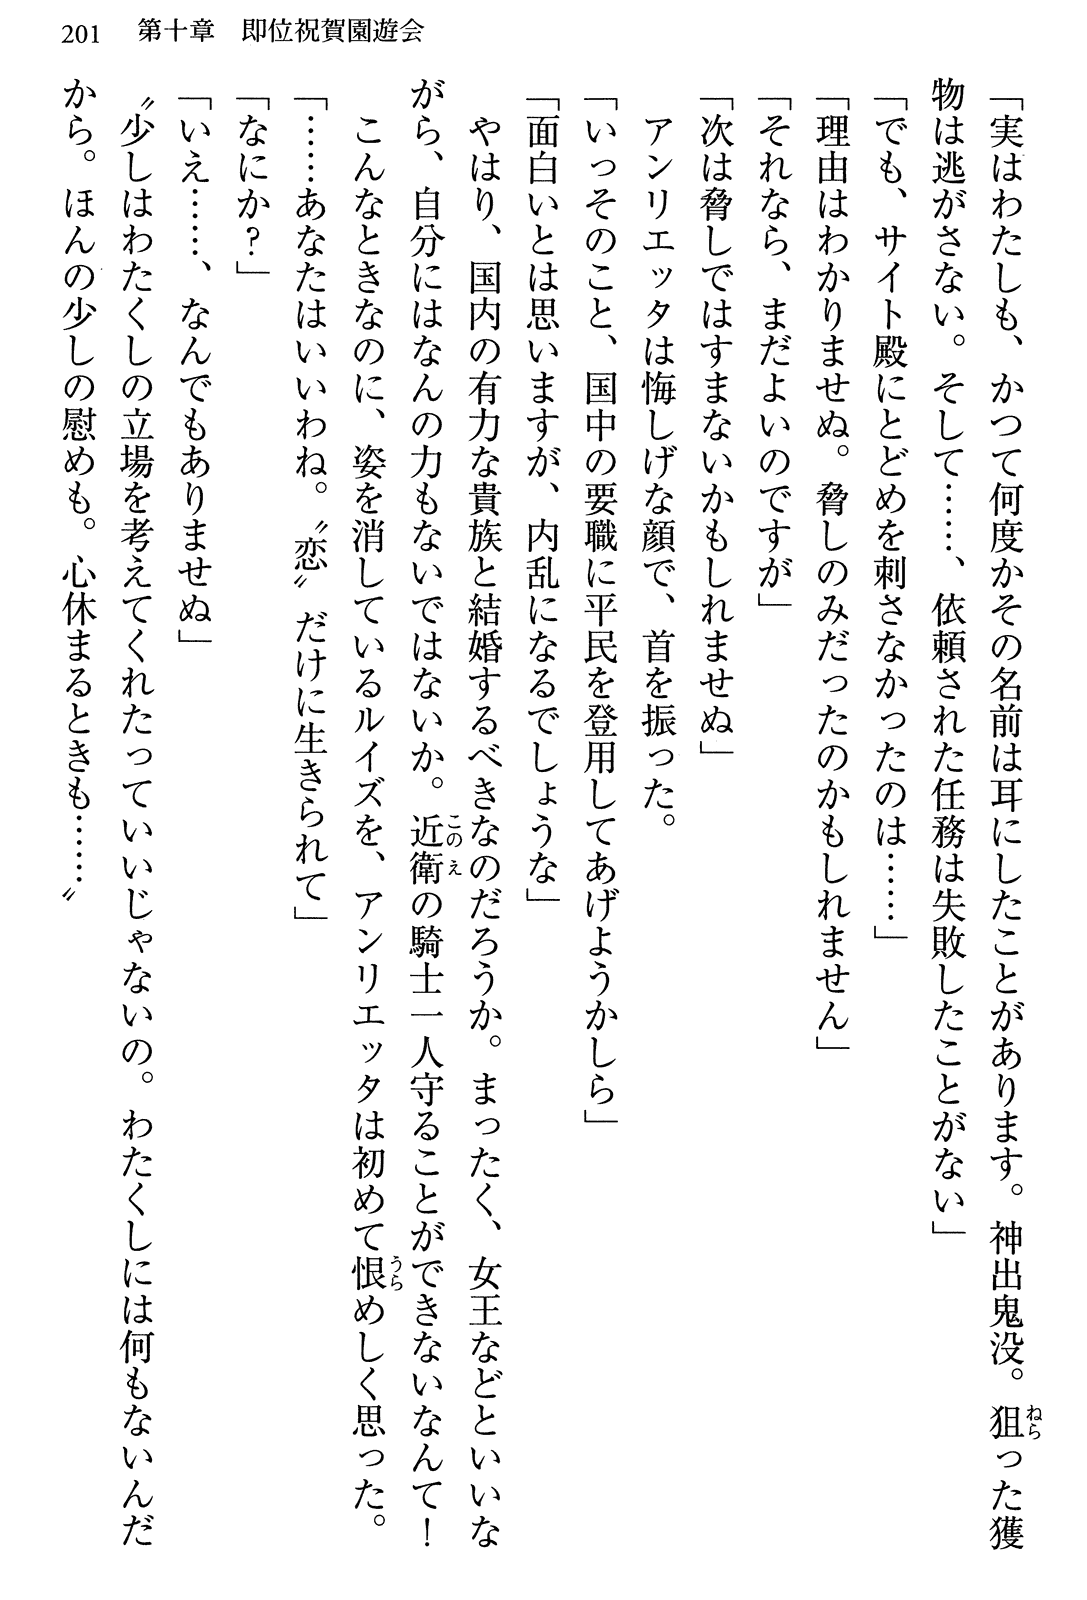 201 第十章 即位祝賀園遊会
「実はわたしも、かつて何度かその名前は耳にしたことがあります。神出鬼没。狙った獲
物は逃がさない。そして……、依頼された任務は失敗したことがない」
「でも、サイト殿にとどめを刺さなかったのは……」
「理由はわかりませぬ。脅しのみだったのかもしれません」
「それなら、まだよいのですが」
「次は脅しではすまないかもしれませぬ」
アンリエッタは悔しげな顔で、首を振った。
「いっそのこと、国中の要職に平民を登用してあげようかしら」
「面白いとは思いますが、内乱になるでしょうな」
やはり、国内の有力な貴族と結婚するべきなのだろうか。まったく、女王などといいな
がら、自分にはなんの力もないではないか。近衛の騎士一人守ることができないなんて！
こんなときなのに、姿を消しているルイズを、アンリエッタは初めて恨めしく思った。
「……あなたはいいわね。〝恋〟だけに生きられて」
「なにか？」
「いえ……、なんでもありませぬ」
〝少しはわたくしの立場を考えてくれたっていいじゃないの。わたくしには何もないんだ
から。ほんの少しの慰めも。心休まるときも……〟
ねら
このえ
うら